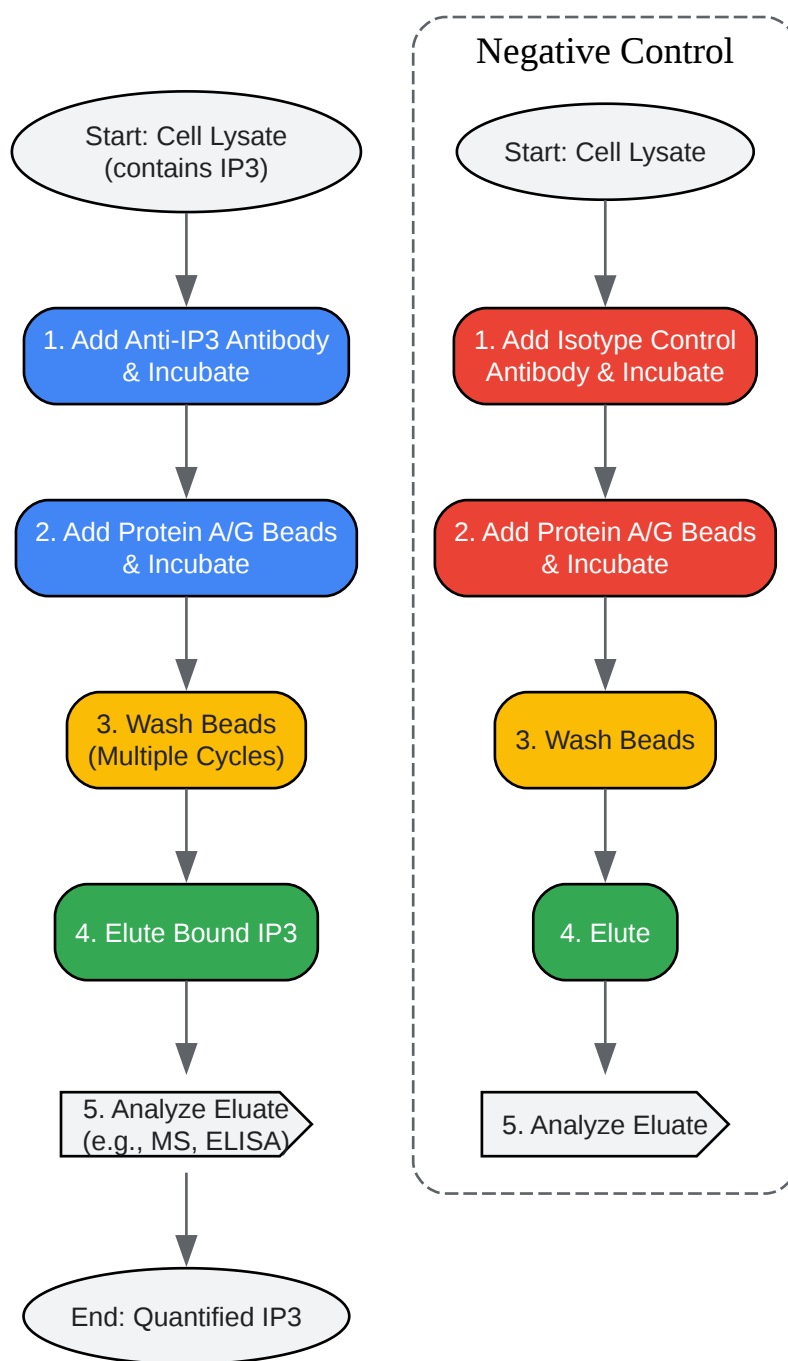 Negative Control
Start: Cell Lysate
(contains IP3)
1. Add Anti-IP3 Antibody
& Incubate
2. Add Protein A/G Beads
& Incubate
3. Wash Beads
(Multiple Cycles)
4. Elute Bound IP3
5. Analyze Eluate
(e.g., MS, ELISA)
End: Quantified IP3
Start: Cell Lysate
1. Add Isotype Control
Antibody & Incubate
2. Add Protein A/G Beads
& Incubate
3. Wash Beads
4. Elute
5. Analyze Eluate